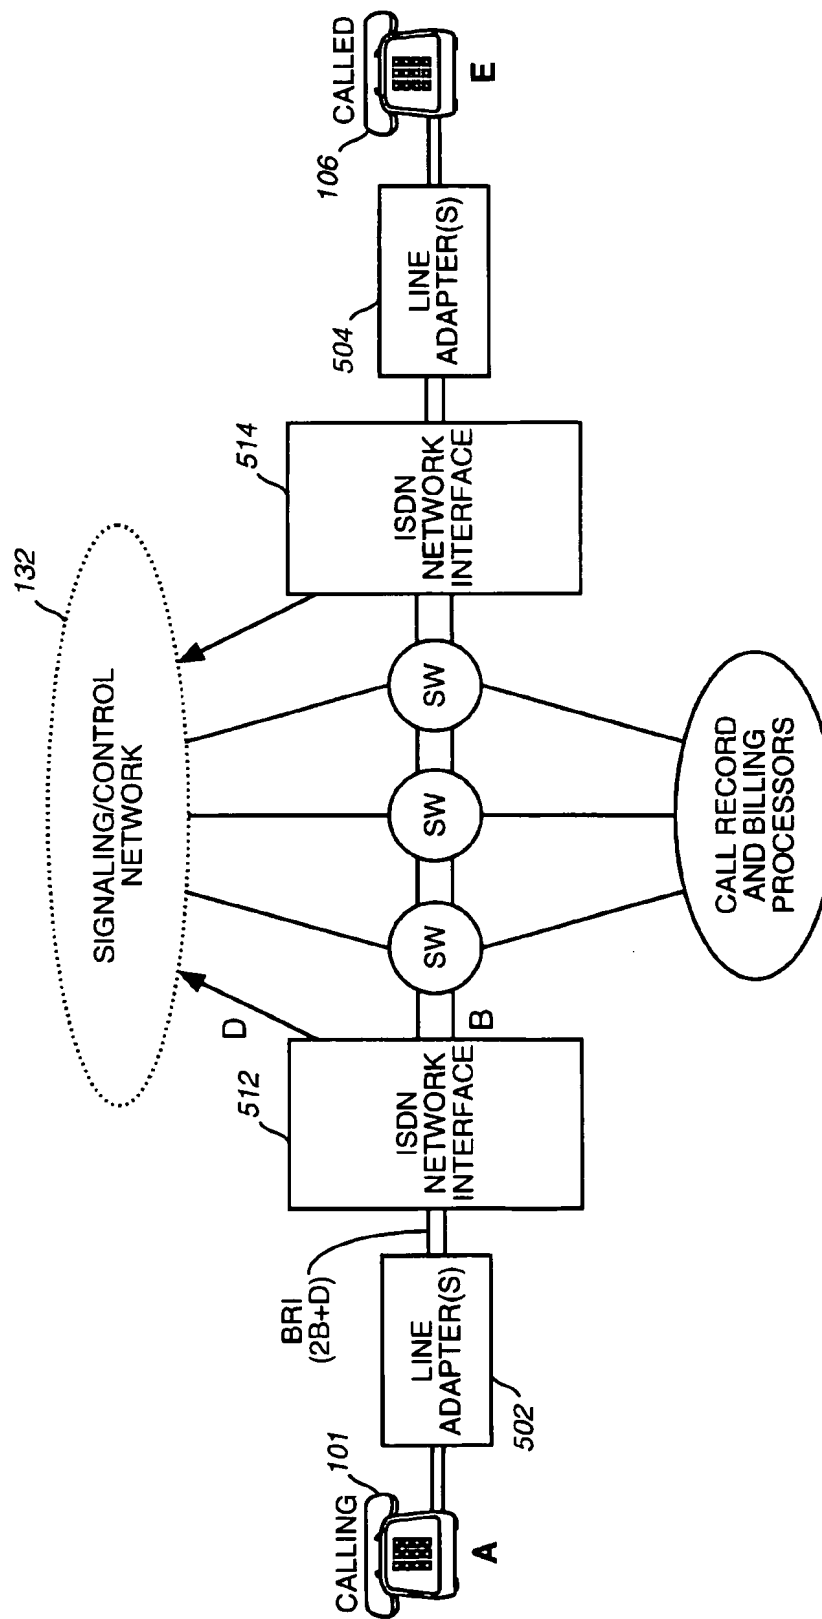 132
SIGNALING/CONTROL
NETWORK
D
B
CALLING
101
A
LINE
ADAPTER(S)
502
BRI
(2B+D)
512
ISDN
NETWORK
INTERFACE
SW
SW
SW
514
ISDN
NETWORK
INTERFACE
504
LINE
ADAPTER(S)
106
CALLED
E
CALL RECORD
AND BILLING
PROCESSORS